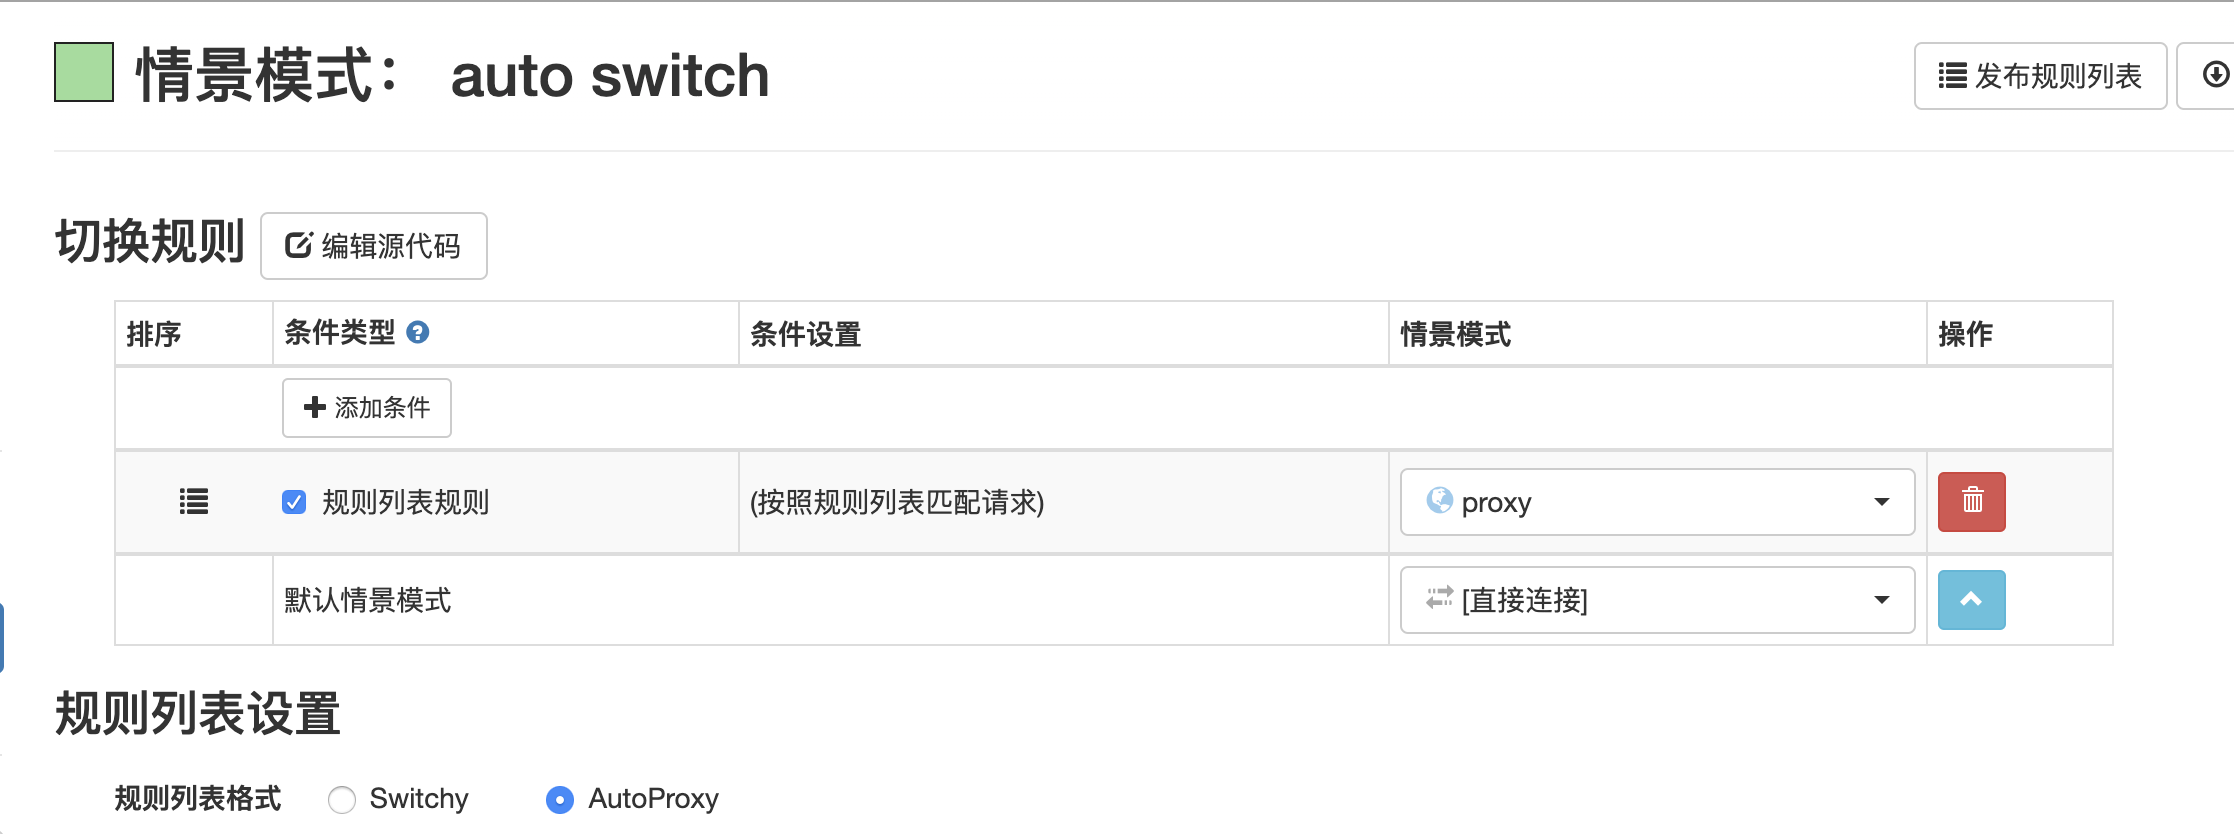 情景模式： auto switch
发布规则列表
切换规则 编辑源代码
排序 条件类型 ? 条件设置 情景模式 操作
添加条件
规则列表规则 (按照规则列表匹配请求) proxy
默认情景模式 [直接连接]
规则列表设置
规则列表格式 Switchy AutoProxy